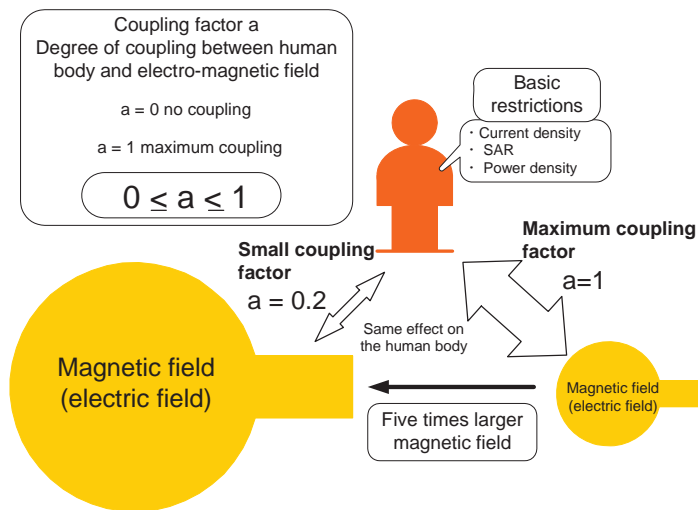 Coupling factor a
Degree of coupling between human
body and electro-magnetic field
a = 0 no coupling
a = 1 maximum coupling
0 ≤ a ≤ 1
Basic
restrictions
・ Current density
・ SAR
・ Power density
Small coupling
factor
a = 0.2
Maximum coupling
factor
a=1
Same effect on
the human body
Magnetic field
(electric field)
Magnetic field
(electric field)
Five times larger
magnetic field